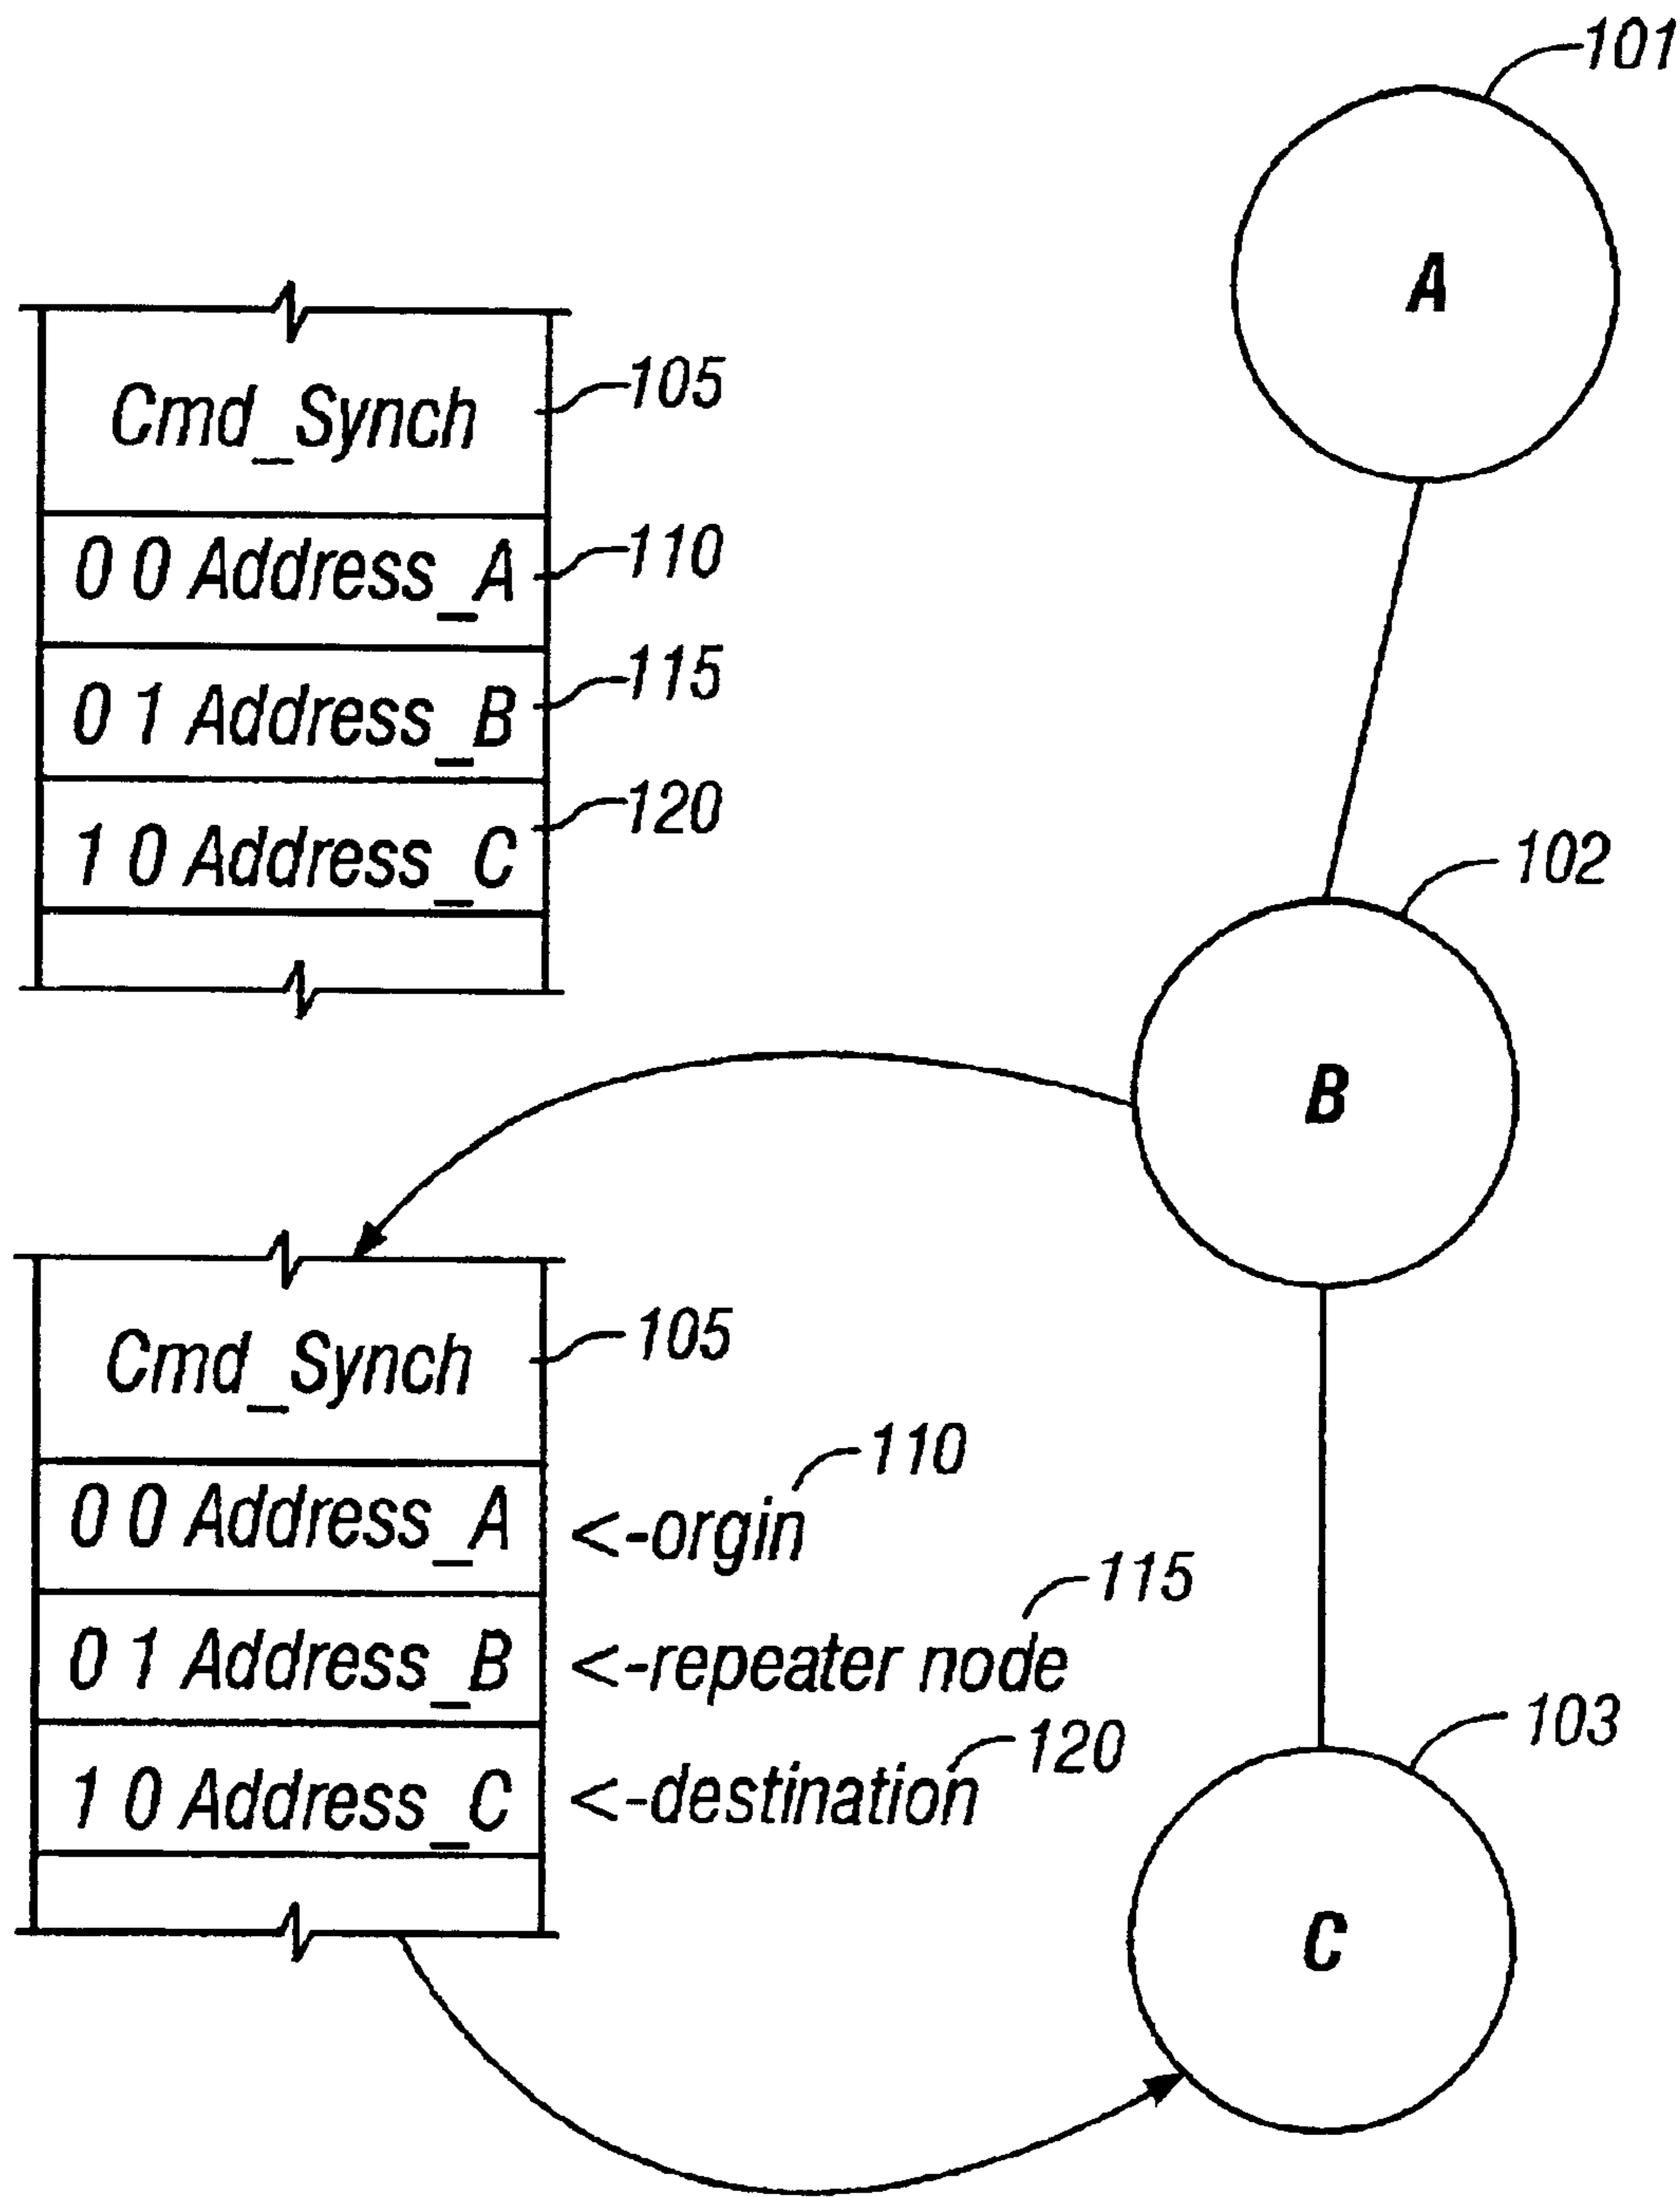 101
A
Cmd_Synch
105
0 0 Address_A
110
0 1 Address_B
115
1 0 Address_C
120
102
B
Cmd_Synch
105
0 0 Address_A
<-orgin
110
0 1 Address_B
<-repeater node
115
1 0 Address_C
<-destination
120
103
C